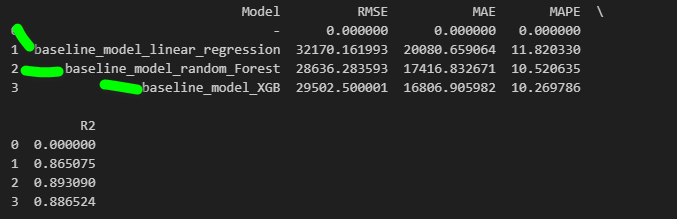 Model RMSE MAE MAPE \
0 - 0.000000 0.000000 0.000000
1 baseline_model_linear_regression 32170.161993 20080.659064 11.820330
2 baseline_model_random_Forest 28636.283593 17416.832671 10.520635
3 baseline_model_XGB 29502.500001 16806.905982 10.269786
R2
0 0.000000
1 0.865075
2 0.893090
3 0.886524